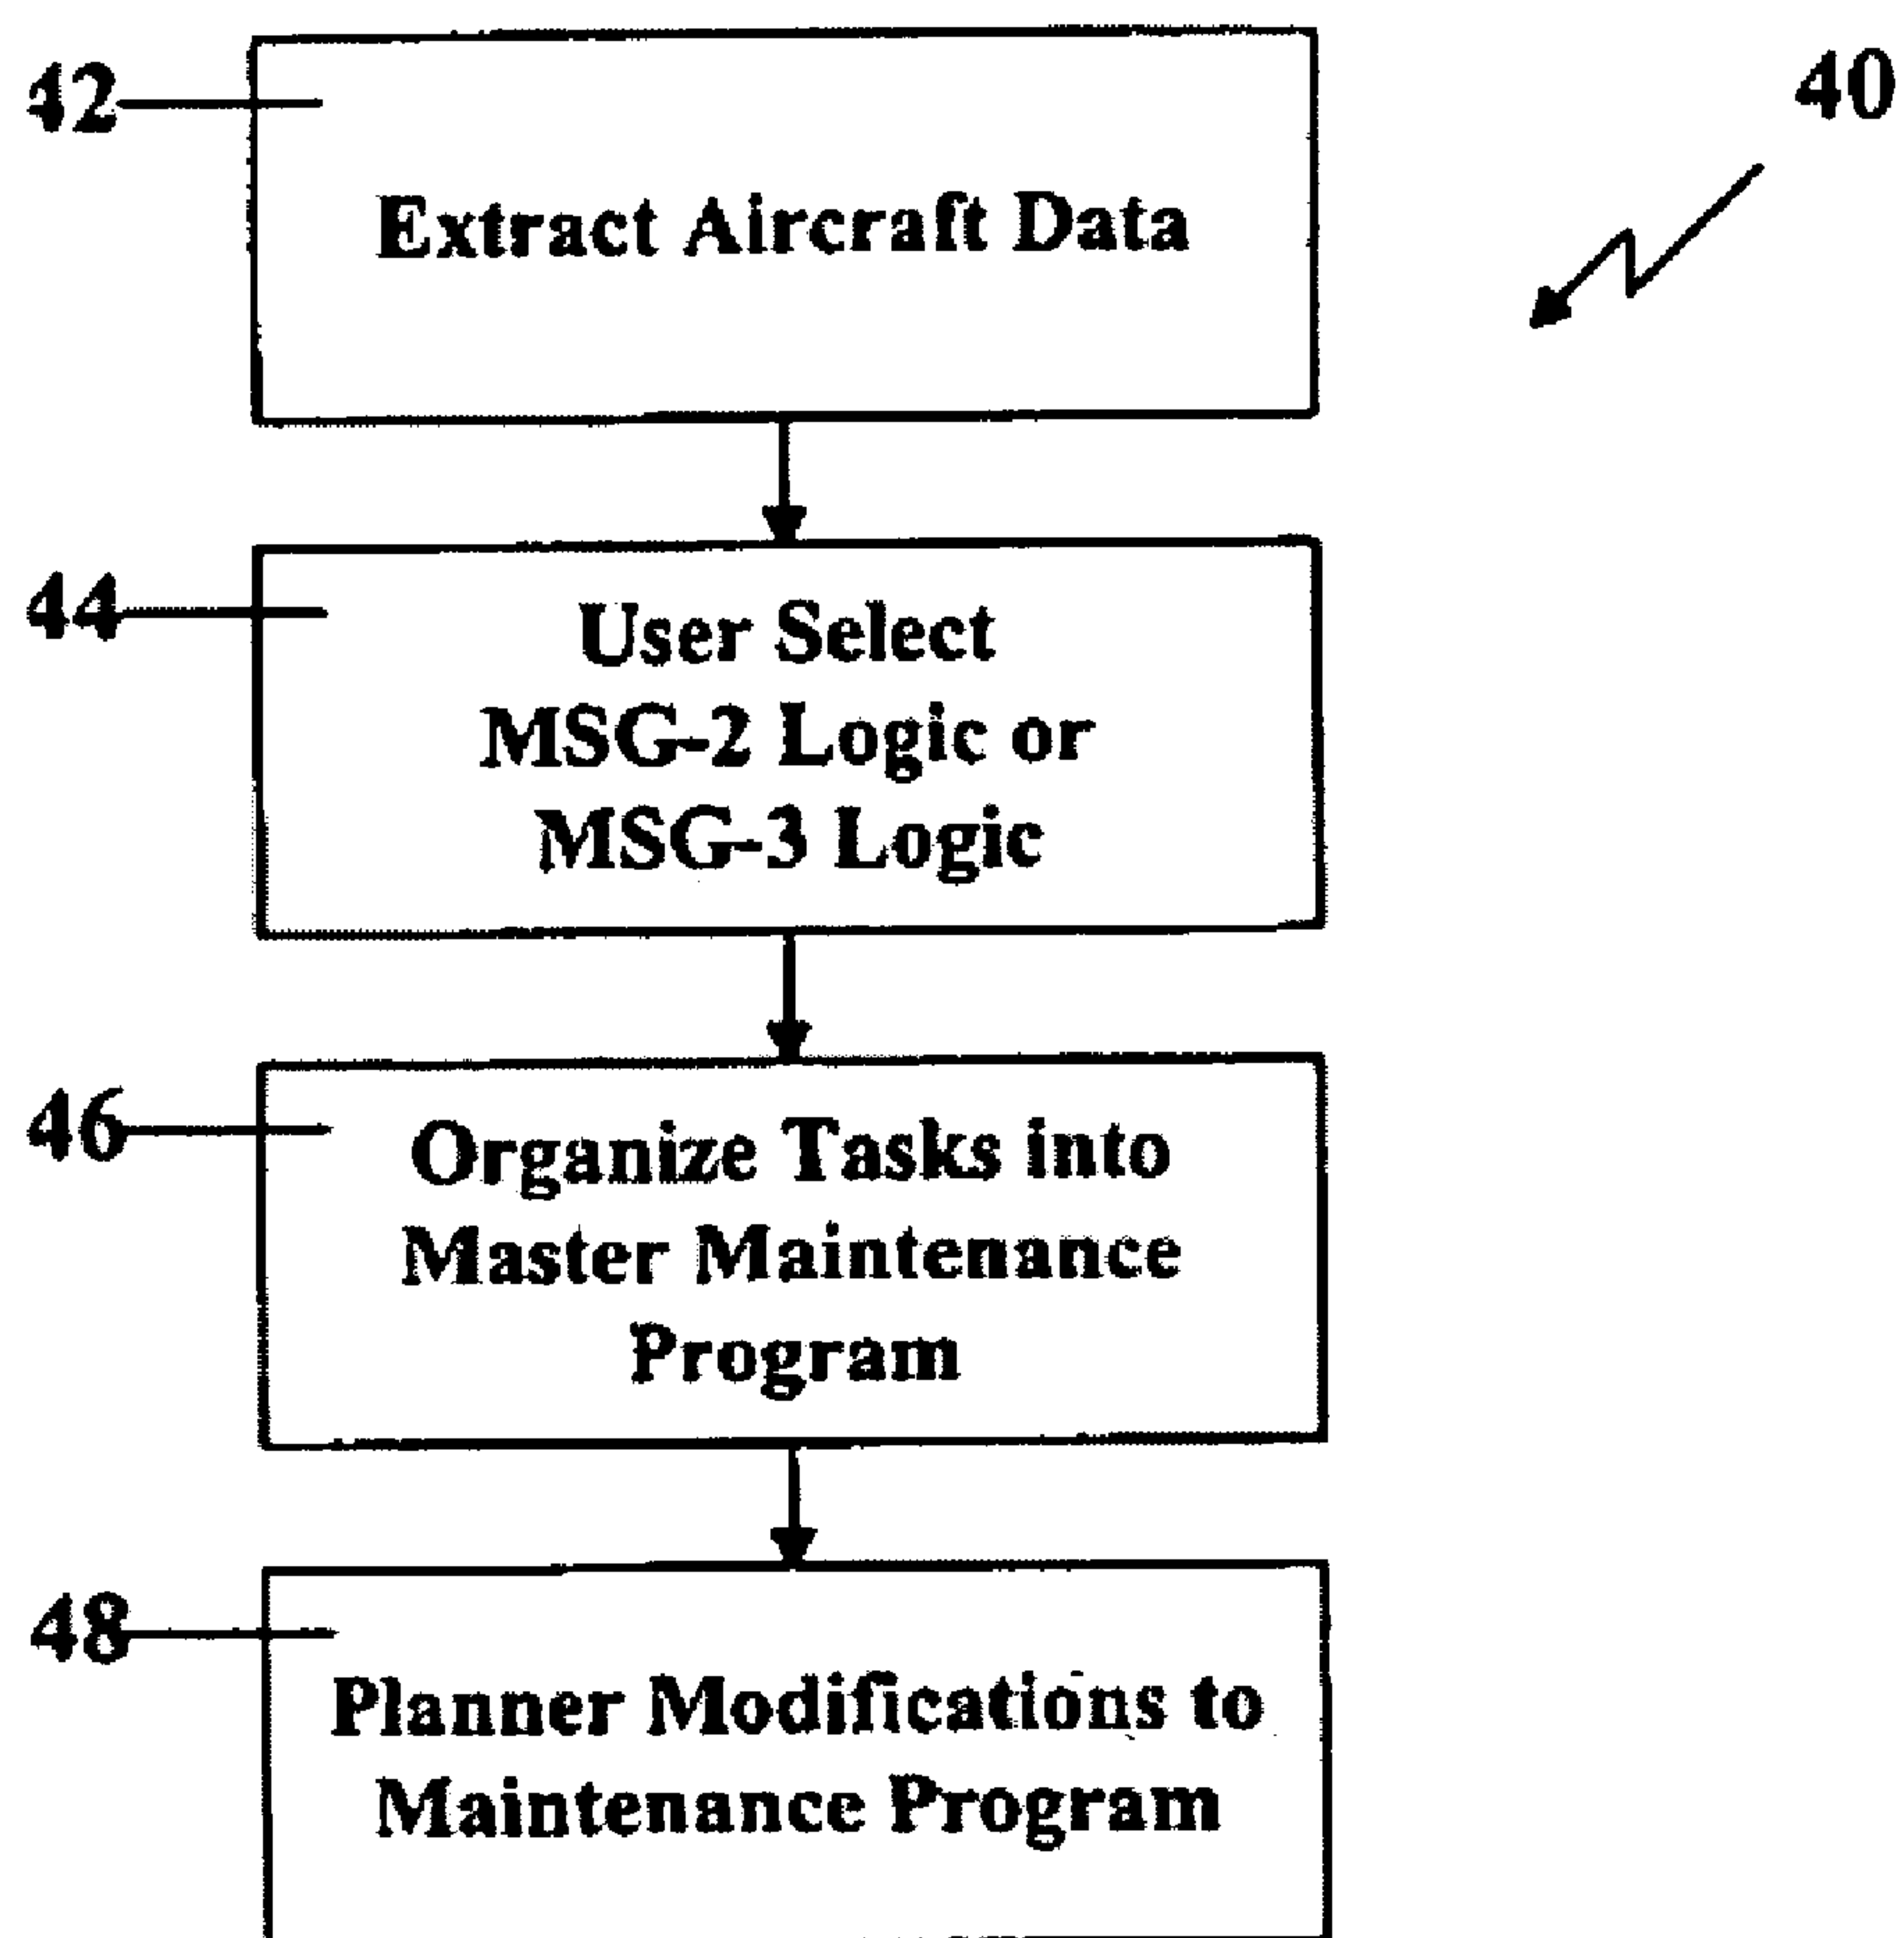 42
40
Extract Aircraft Data
44
User Select
MSG-2 Logic or
MSG-3 Logic
46
Organize Tasks into
Master Maintenance
Program
48
Planner Modifications to
Maintenance Program